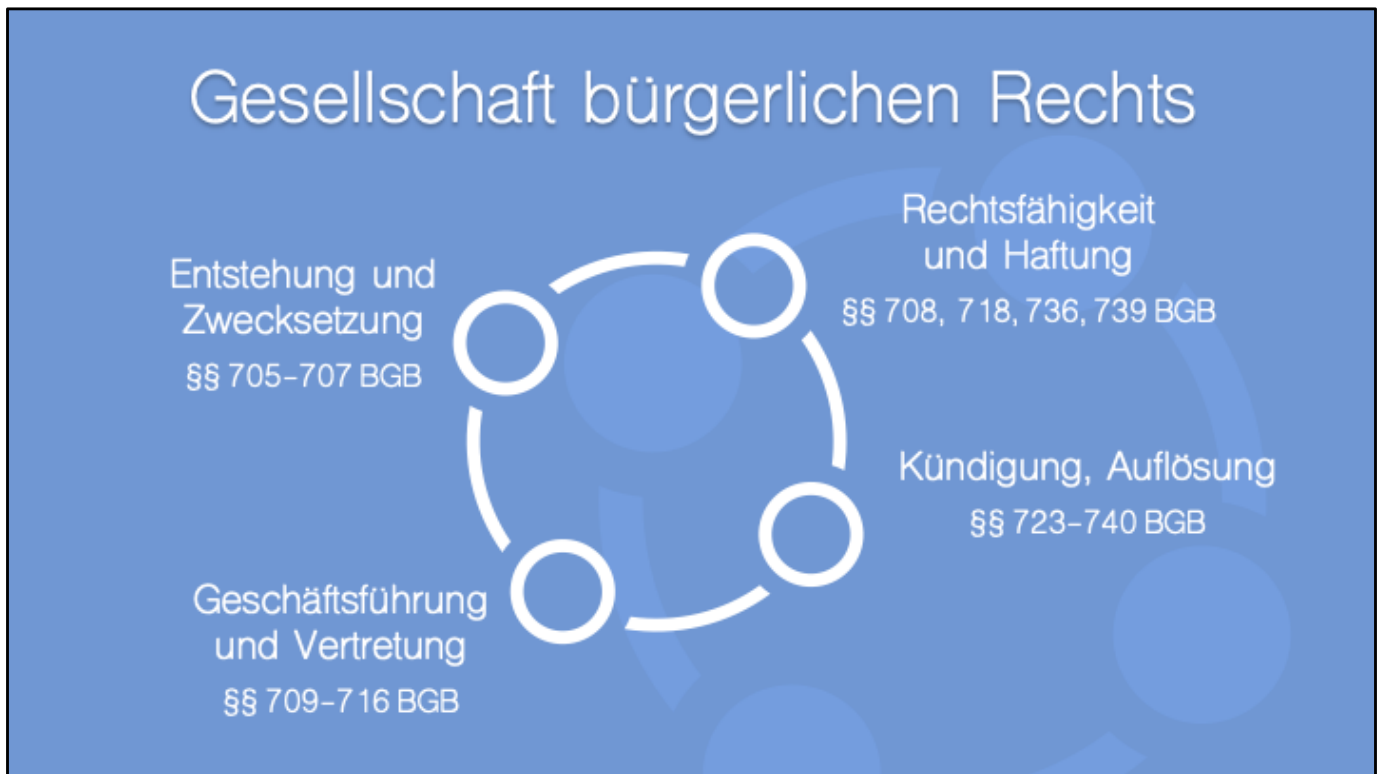 Gesellschaft bürgerlichen Rechts
Entstehung und
Zwecksetzung
§§ 705–707 BGB
Rechtsfähigkeit
und Haftung
§§ 708, 718, 736, 739 BGB
Geschäftsführung
und Vertretung
§§ 709–716 BGB
Kündigung, Auflösung
§§ 723–740 BGB